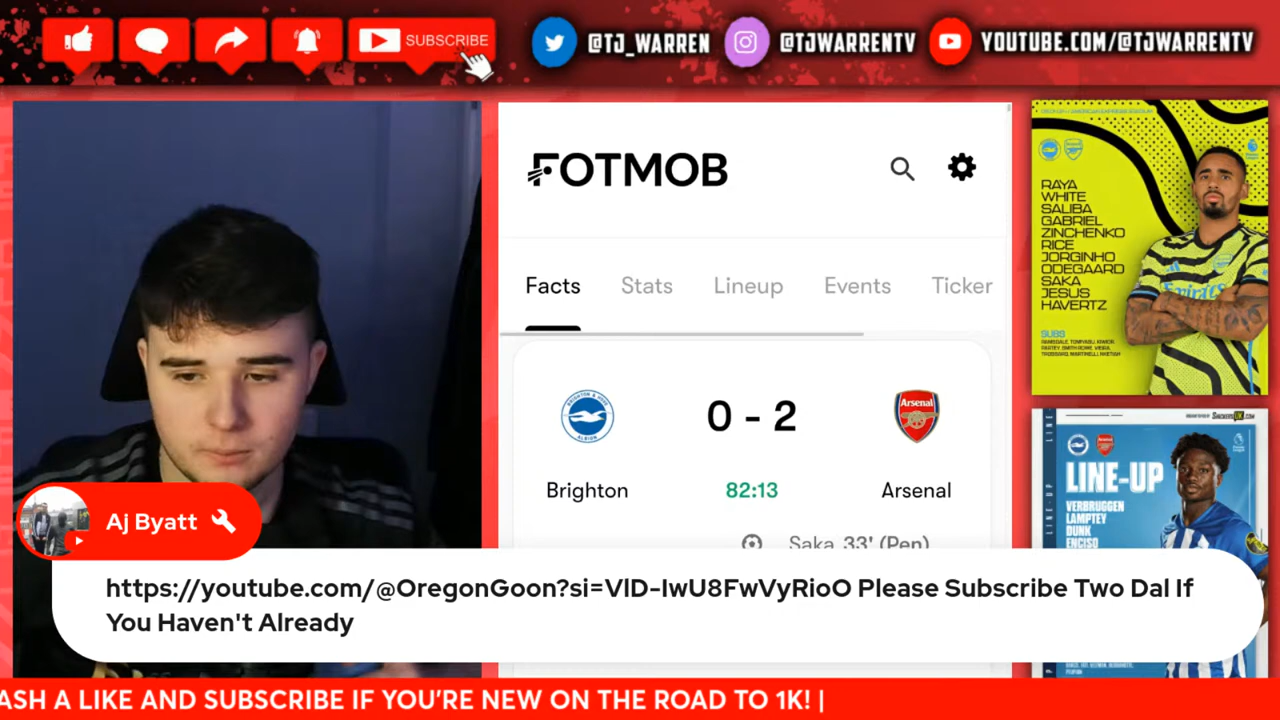 SUBSCRIBE
@TJ_WARREN
@TJWARRENTV
YOUTUBE.COM/@TJWARRENTV
FOTMOB
Facts
Stats
Lineup
Events
Ticker
0 - 2
Arsenal
Brighton
82:13
Arsenal
Saka 33' (Pen)
RAYA
WHITE
SALIBA
GABRIEL
ZINCHENKO
RICE
JORGINHO
ODEGAARD
SAKA
JESUS
HAVERTZ
SUBS
LINE
LINE-UP
VERBRUGGEN
LAMPTEY
DUNK
ENCISO
Aj Byatt
https://youtube.com/@OregonGoon?si=VlD-IwU8FwVyRioO Please Subscribe Two Dal If
You Haven't Already
ASH A LIKE AND SUBSCRIBE IF YOU'RE NEW ON THE ROAD TO 1K! |